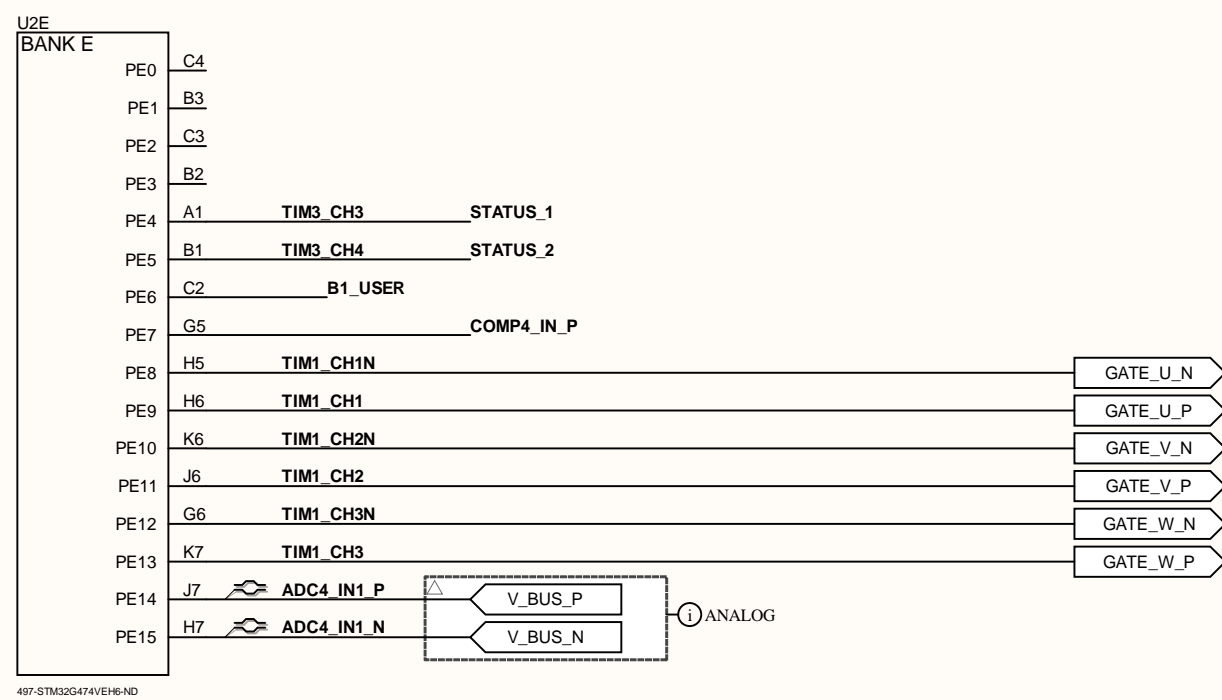 U2E
BANK E
PE0 C4
PE1 B3
PE2 C3
PE3 B2
PE4 A1 TIM3_CH3 STATUS_1
PE5 B1 TIM3_CH4 STATUS_2
PE6 C2 B1_USER
PE7 G5 COMP4_IN_P
PE8 H5 TIM1_CH1N GATE_U_N
PE9 H6 TIM1_CH1 GATE_U_P
PE10 K6 TIM1_CH2N GATE_V_N
PE11 J6 TIM1_CH2 GATE_V_P
PE12 G6 TIM1_CH3N GATE_W_N
PE13 K7 TIM1_CH3 GATE_W_P
PE14 J7 ADC4_IN1_P V_BUS_P
i ANALOG
PE15 H7 ADC4_IN1_N V_BUS_N
497-STM32G474VEH6-ND